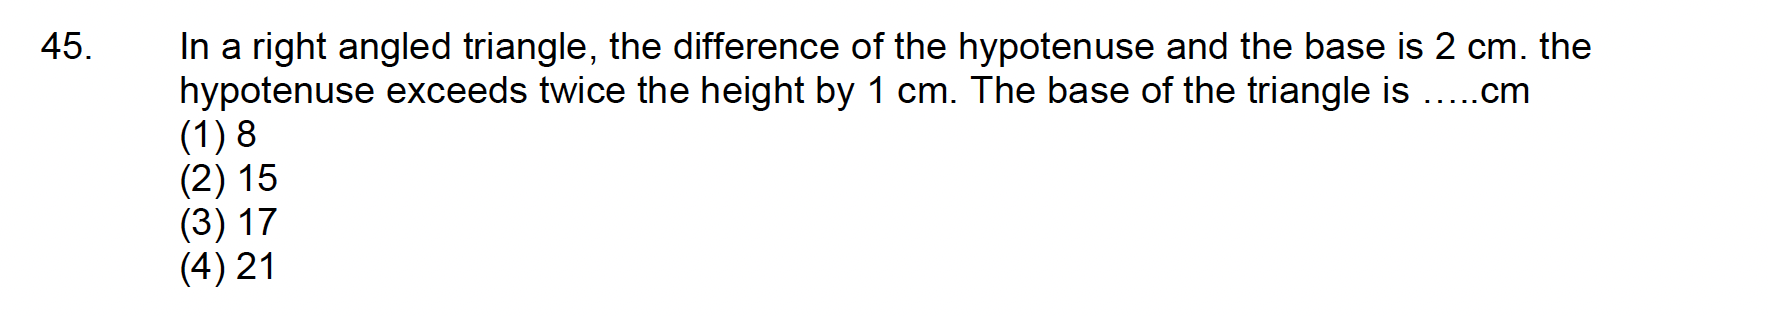 45. In a right angled triangle, the difference of the hypotenuse and the base is 2 cm. the
hypotenuse exceeds twice the height by 1 cm. The base of the triangle is …..cm
(1) 8
(2) 15
(3) 17
(4) 21